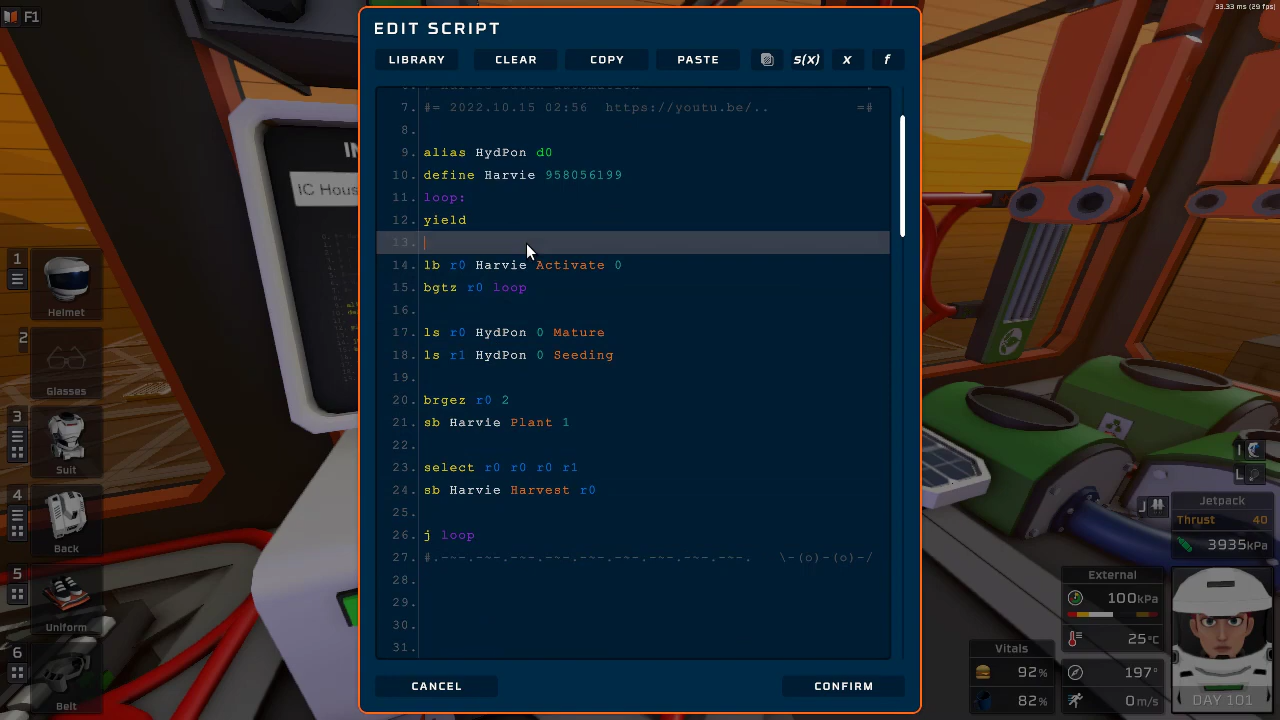 F1
33.33 ms (29 fps)
EDIT SCRIPT
LIBRARY CLEAR COPY PASTE s(x) x f
7. #= 2022.10.15 02:56 https://youtu.be/.. =#
8.
9. alias HydPon d0
10. define Harvie 958056199
11. loop:
12. yield
13.
14. lb r0 Harvie Activate 0
15. bgtz r0 loop
16.
17. ls r0 HydPon 0 Mature
18. ls r1 HydPon 0 Seeding
19.
20. brgez r0 2
21. sb Harvie Plant 1
22.
23. select r0 r0 r0 r1
24. sb Harvie Harvest r0
25.
26. j loop
27. #.---.---.---.---.---.---.---.---. \-(o)-(o)-/
28.
29.
30.
31.
CANCEL CONFIRM
IC Hous
1
Helmet
2
Glasses
3
Suit
4
Back
5
Uniform
6
Belt
I
L
J
Jetpack
Thrust 40
3935kPa
External
100kPa
25°C
197°
0m/s
Vitals
92%
82%
DAY 101